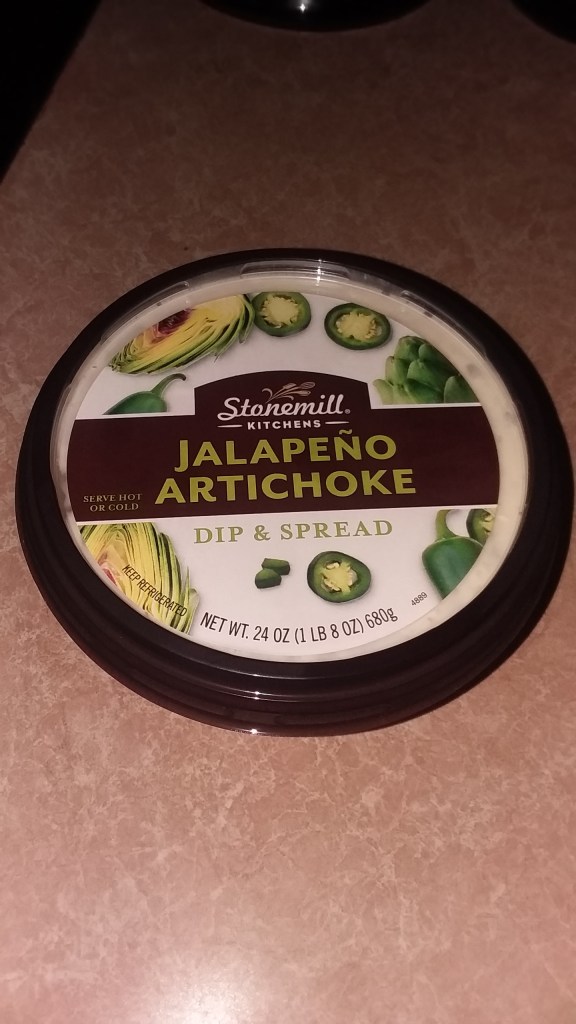 Stonemill®
KITCHENS
JALAPEÑO
ARTICHOKE
SERVE HOT
OR COLD
DIP & SPREAD
KEEP REFRIGERATED
NET WT. 24 OZ (1 LB 8 OZ) 680g
4889